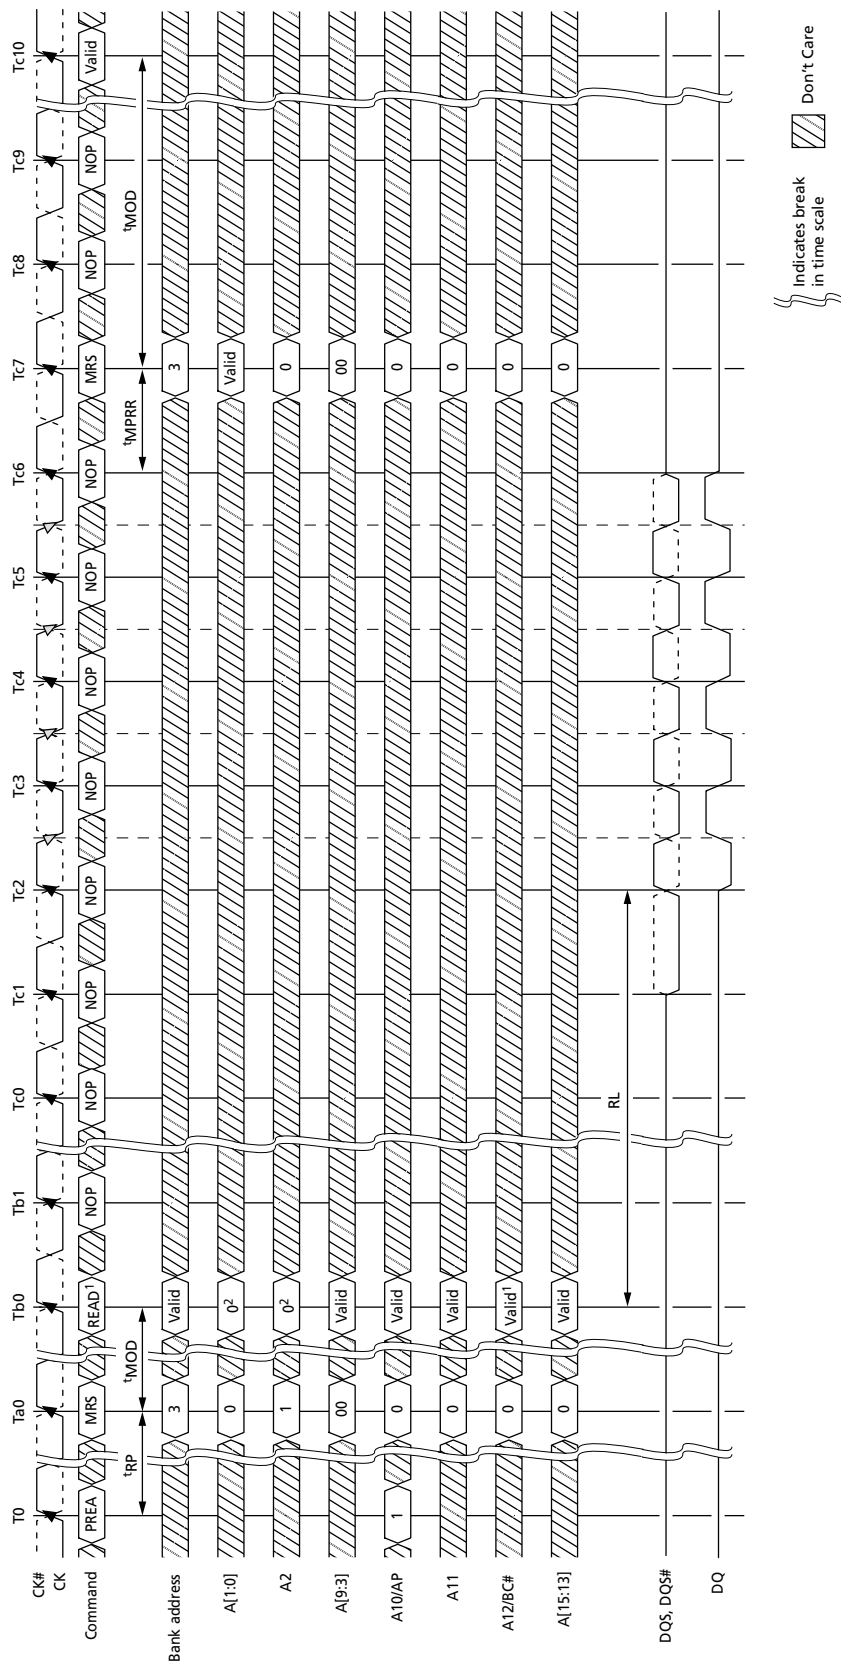 T0 Ta0 Tb0 Tb1 Tc0 Tc1 Tc2 Tc3 Tc4 Tc5 Tc6 Tc7 Tc8 Tc9 Tc10
CK#
CK
Command PREA MRS READ¹ NOP NOP NOP NOP NOP NOP NOP NOP MRS NOP NOP Valid
tRP tMOD tMPRR tMOD
Bank address 3 Valid 3
A[1:0] 0 0² Valid
A2 1 0² 0
A[9:3] 00 Valid 00
A10/AP 1 0 Valid 0
A11 0 Valid 0
A12/BC# 0 Valid¹ 0
A[15:13] 0 Valid 0
RL
DQS, DQS#
DQ
Indicates break
in time scale
Don't Care